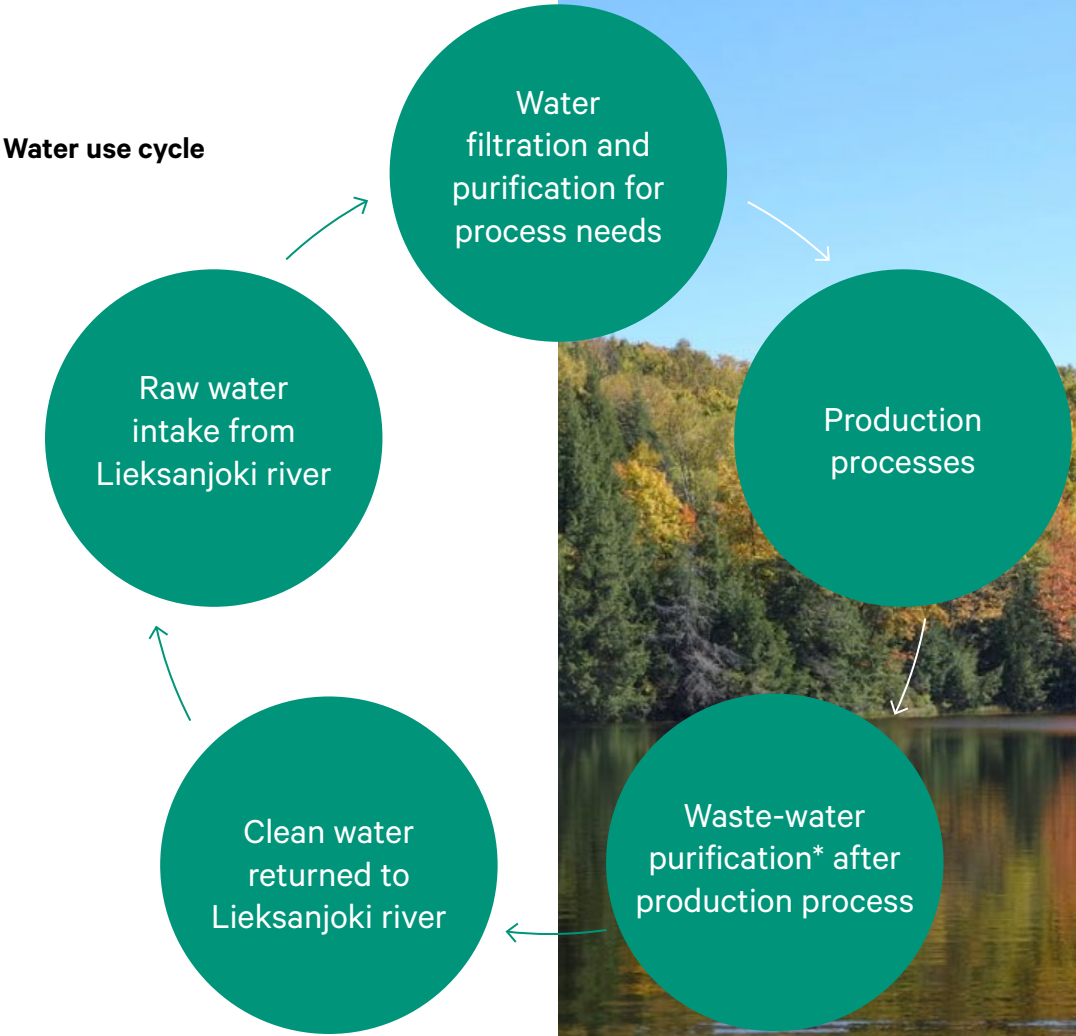 Water use cycle
Water
filtration and
purification for
process needs
Production
processes
Waste-water
purification* after
production process
Clean water
returned to
Lieksanjoki river
Raw water
intake from
Lieksanjoki river